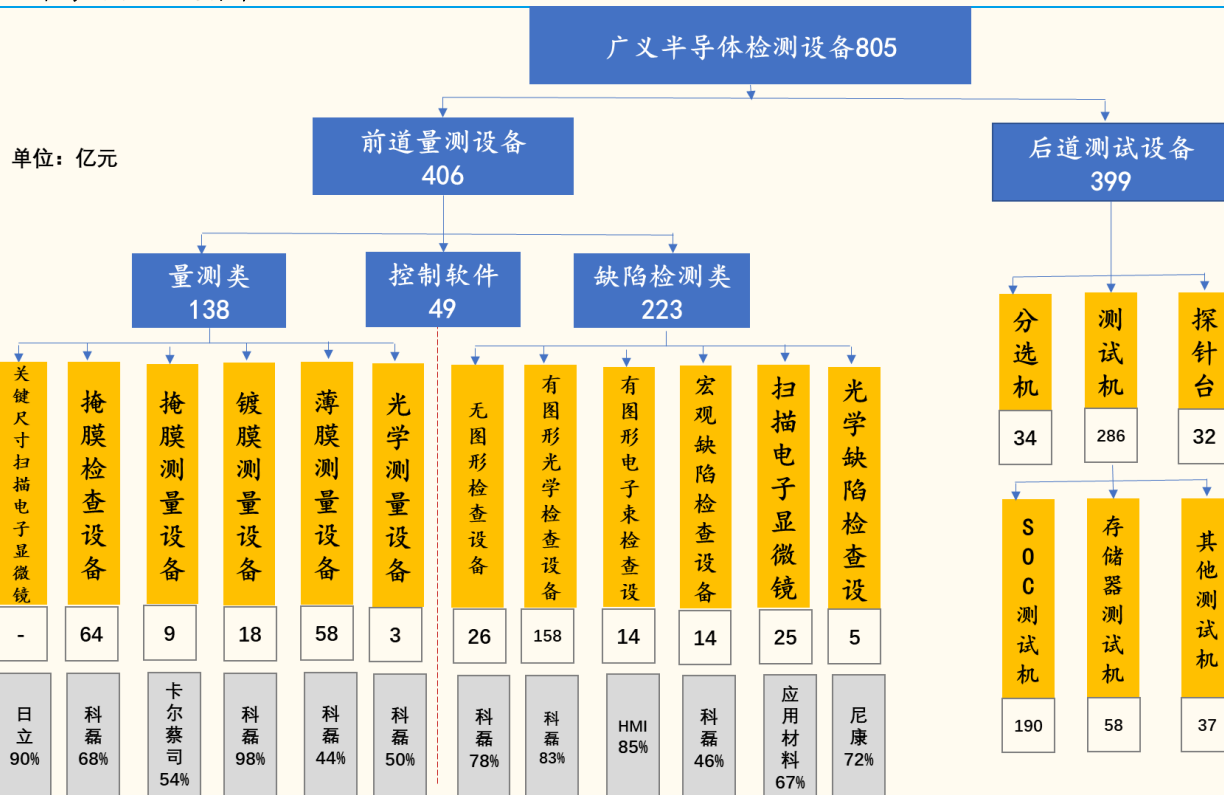 广义半导体检测设备805
单位：亿元
前道量测设备
406
后道测试设备
399
量测类
138
控制软件
49
缺陷检测类
223
关键尺寸扫描电子显微镜
掩膜检查设备
掩膜测量设备
镀膜测量设备
薄膜测量设备
光学测量设备
无图形检查设备
有图形光学检查设备
有图形电子束检查设
宏观缺陷检查设备
扫描电子显微镜
光学缺陷检查设
分选机
测试机
探针台
34
286
32
-
64
9
18
58
3
26
158
14
14
25
5
SOC测试机
存储器测试机
其他测试机
190
58
37
日立
90%
科磊
68%
卡尔蔡司
54%
科磊
98%
科磊
44%
科磊
50%
科磊
78%
科磊
83%
HMI
85%
科磊
46%
应用材料
67%
尼康
72%